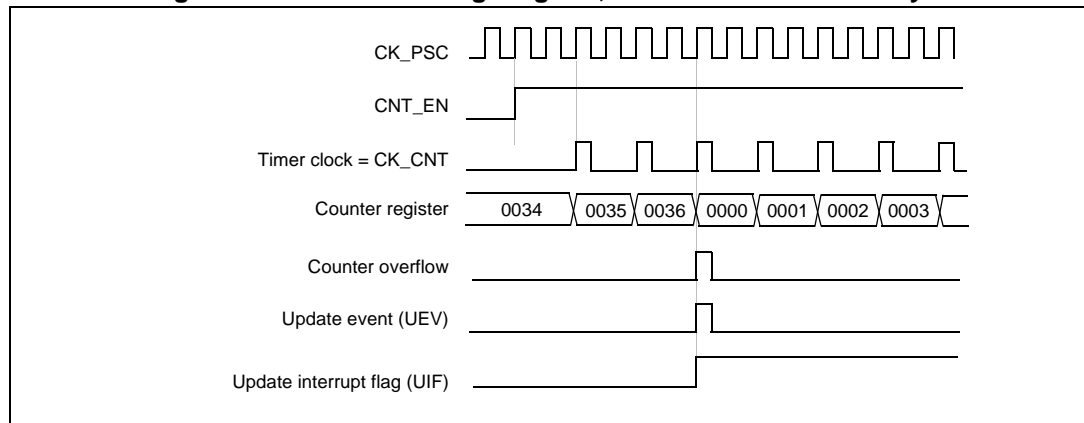 CK_PSC
CNT_EN
Timer clock = CK_CNT
Counter register 0034 0035 0036 0000 0001 0002 0003
Counter overflow
Update event (UEV)
Update interrupt flag (UIF)